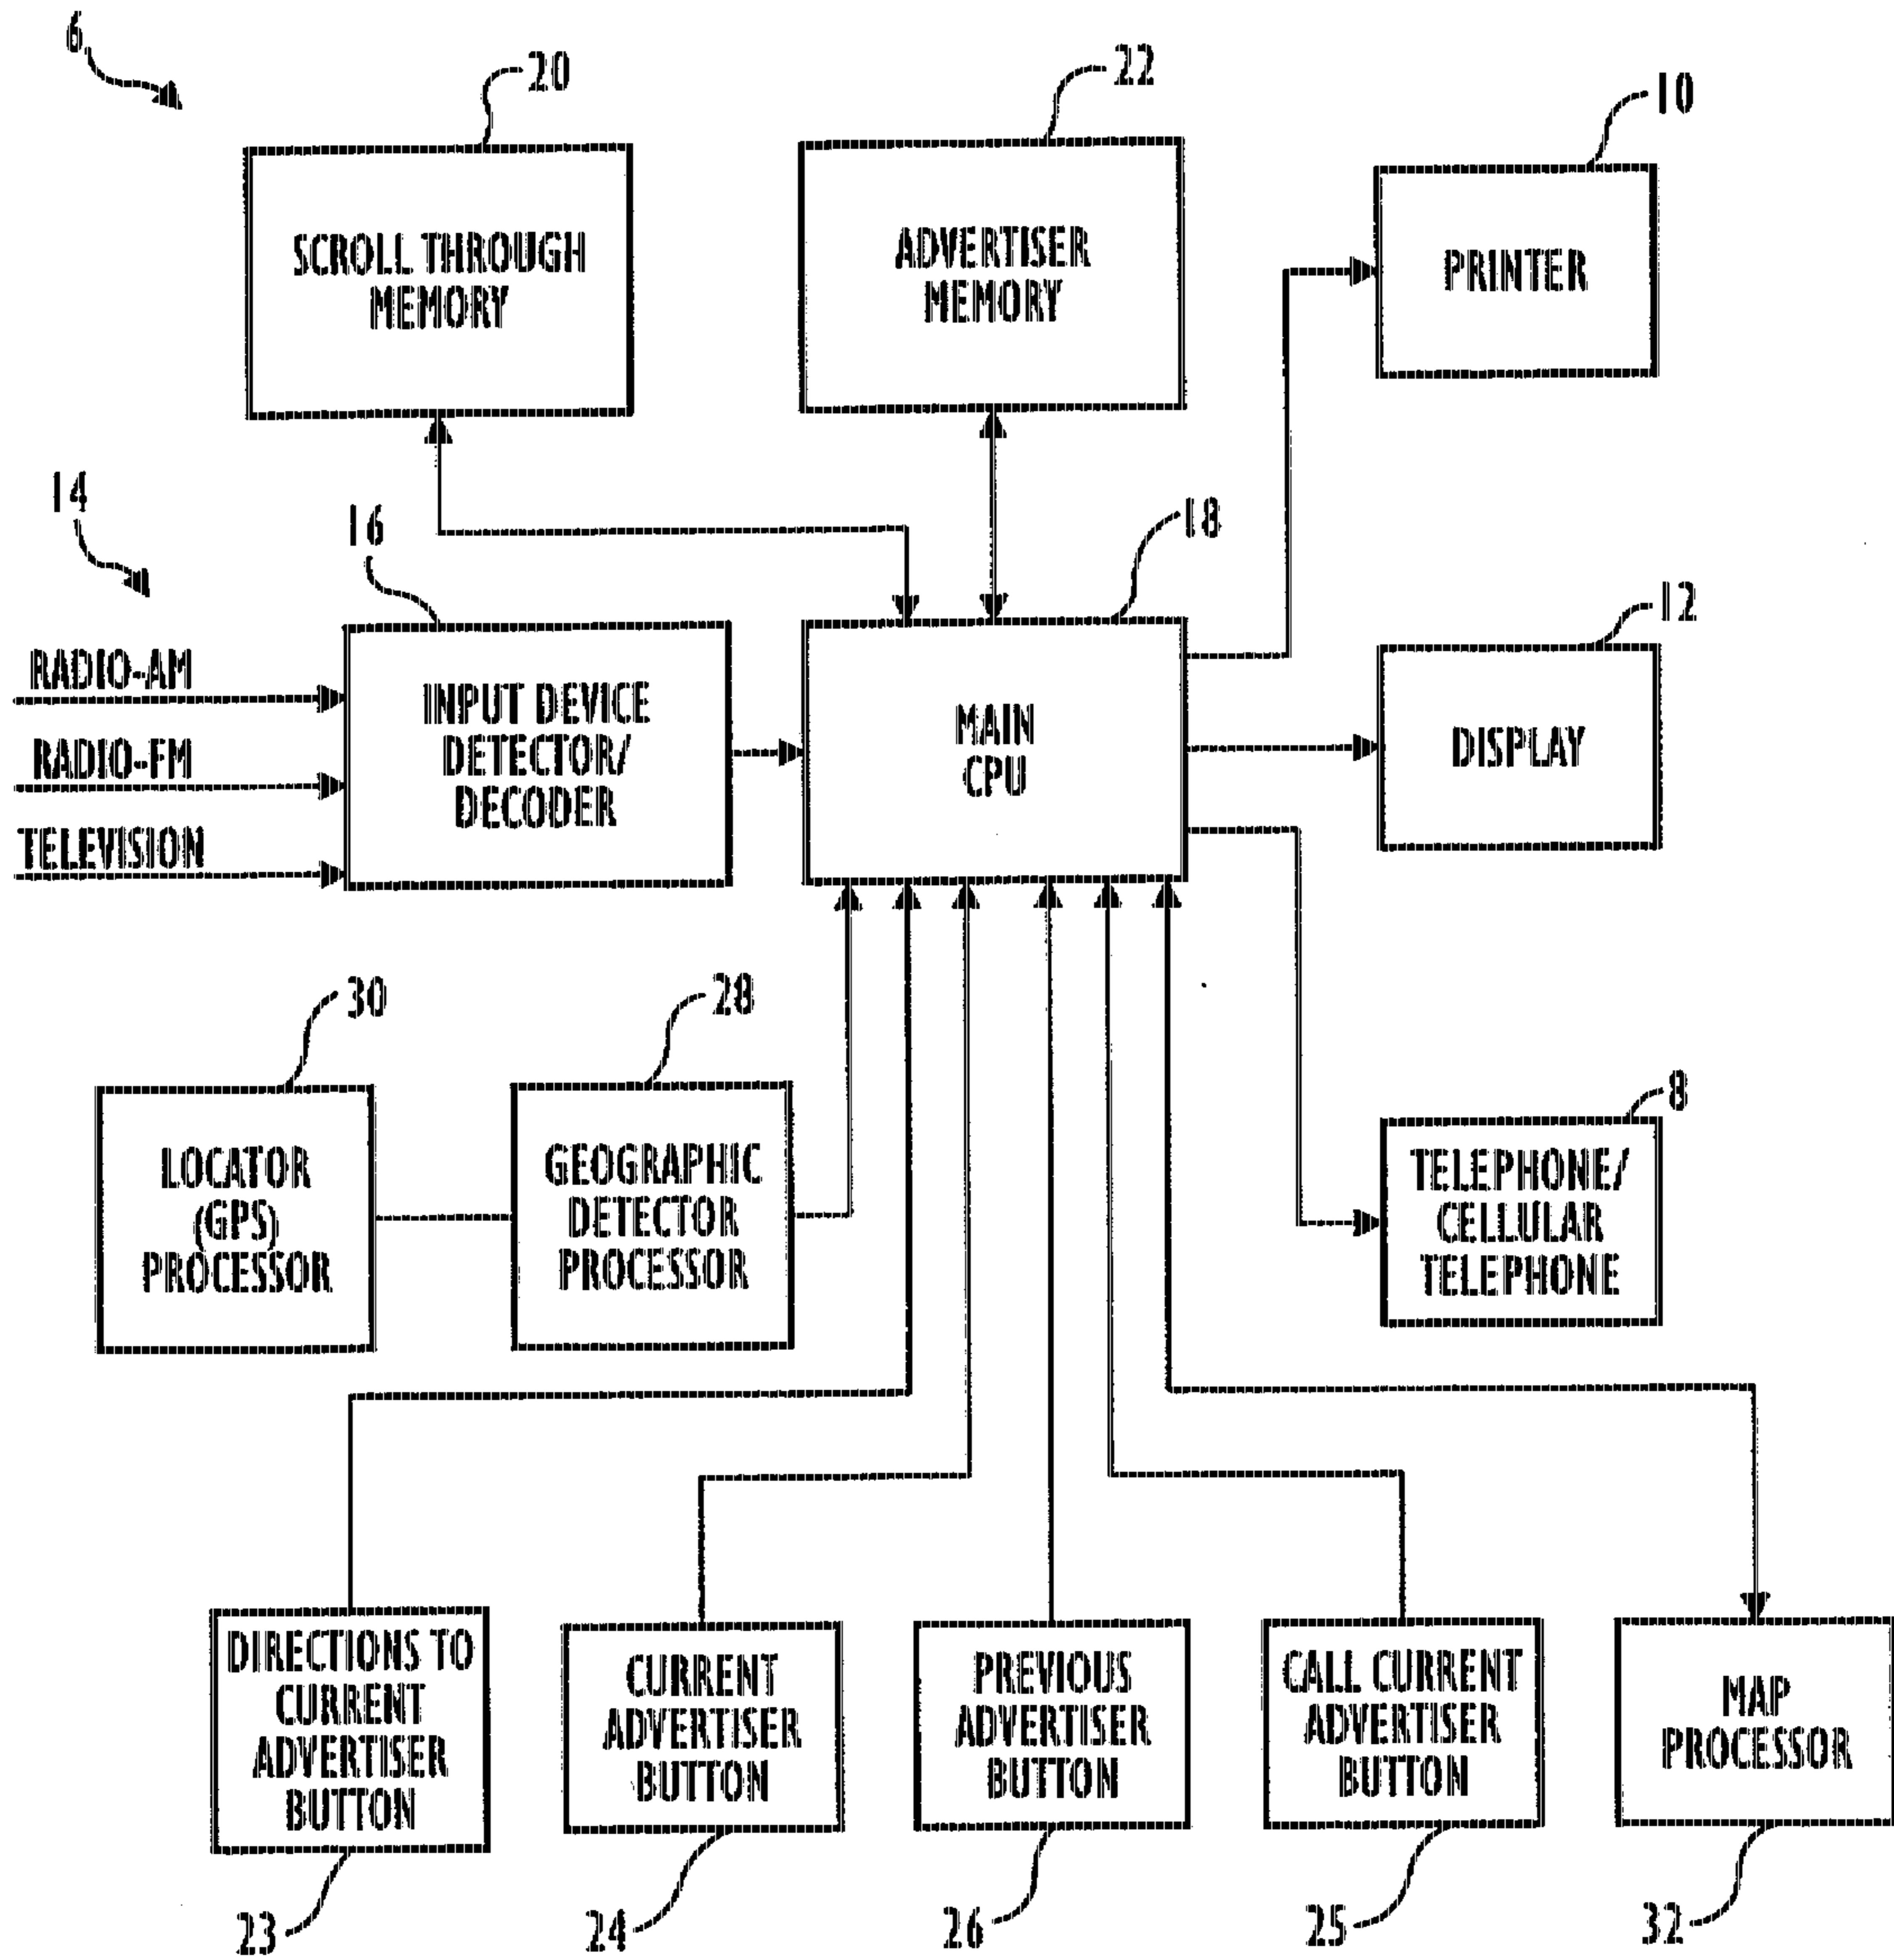 6
20
22
10
SCROLL THROUGH
MEMORY
ADVERTISER
MEMORY
PRINTER
14
16
18
12
RADIO-AM
RADIO-FM
TELEVISION
INPUT DEVICE
DETECTOR/
DECODER
MAIN
CPU
DISPLAY
30
28
8
LOCATOR
(GPS)
PROCESSOR
GEOGRAPHIC
DETECTOR
PROCESSOR
TELEPHONE/
CELLULAR
TELEPHONE
DIRECTIONS TO
CURRENT
ADVERTISER
BUTTON
CURRENT
ADVERTISER
BUTTON
PREVIOUS
ADVERTISER
BUTTON
CALL CURRENT
ADVERTISER
BUTTON
MAP
PROCESSOR
23
24
26
25
32